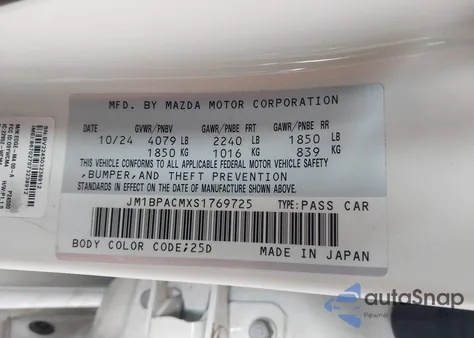 MFD. BY MAZDA MOTOR CORPORATION
GVWR/PNBV GAWR/PNBE FRT GAWR/PNBE RR
10/24 4079 LB 2240 LB 1850 LB
1850 KG 1016 KG 839 KG
THIS VEHICLE CONFORMS TO ALL APPLICABLE FEDERAL MOTOR VEHICLE SAFETY,
,BUMPER,AND THEFT PREVENTION
STANDARDS IN EFFECT ON THE DATE OF MANUFACTURE SHOWN ABOVE.
JM1BPACMXS1769725 TYPE:PASS CAR
BODY COLOR CODE;25D MADE IN JAPAN
autoSnap